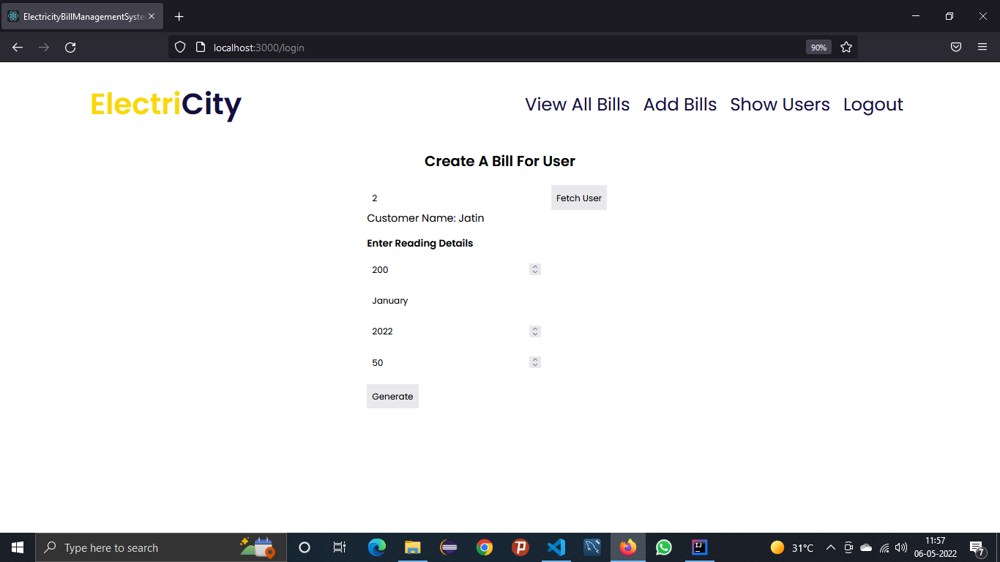 ElectricityBillManagementSyste
localhost:3000/login
90%
ElectriCity
View All Bills Add Bills Show Users Logout
Create A Bill For User
2 Fetch User
Customer Name: Jatin
Enter Reading Details
200
January
2022
50
Generate
Type here to search
31°C
11:57
06-05-2022
7